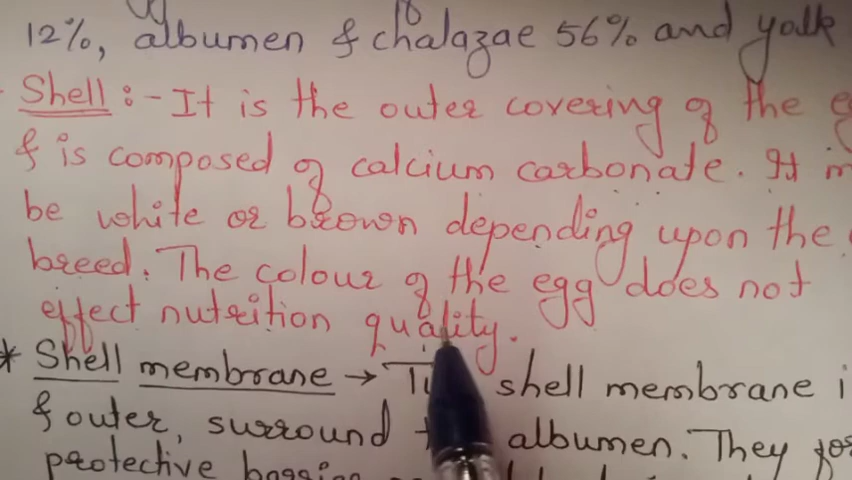 12%, albumen & chalazae 56% and yolk
Shell :- It is the outer covering of the
& is composed of calcium carbonate. It
be white or brown depending upon the
breed. The colour of the egg does not
effect nutrition quality.
* Shell membrane → shell membrane
& outer, surround albumen. They
protective